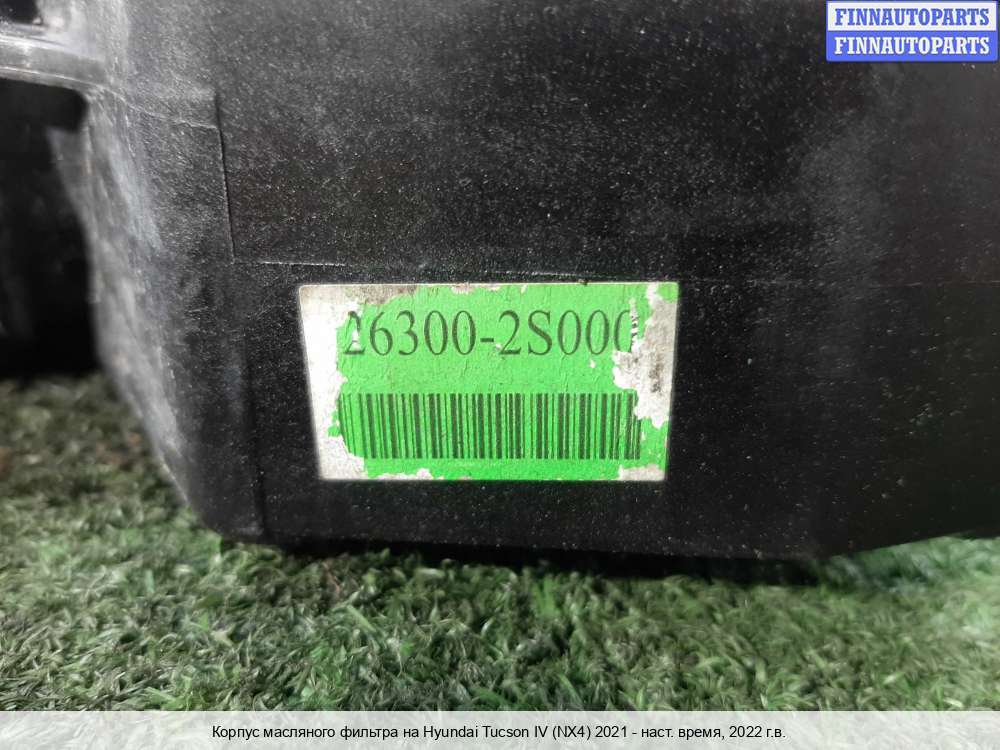 FINNAUTOPARTS
FINNAUTOPARTS
26300-2S000
Корпус масляного фильтра на Hyundai Tucson IV (NX4) 2021 - наст. время, 2022 г.в.